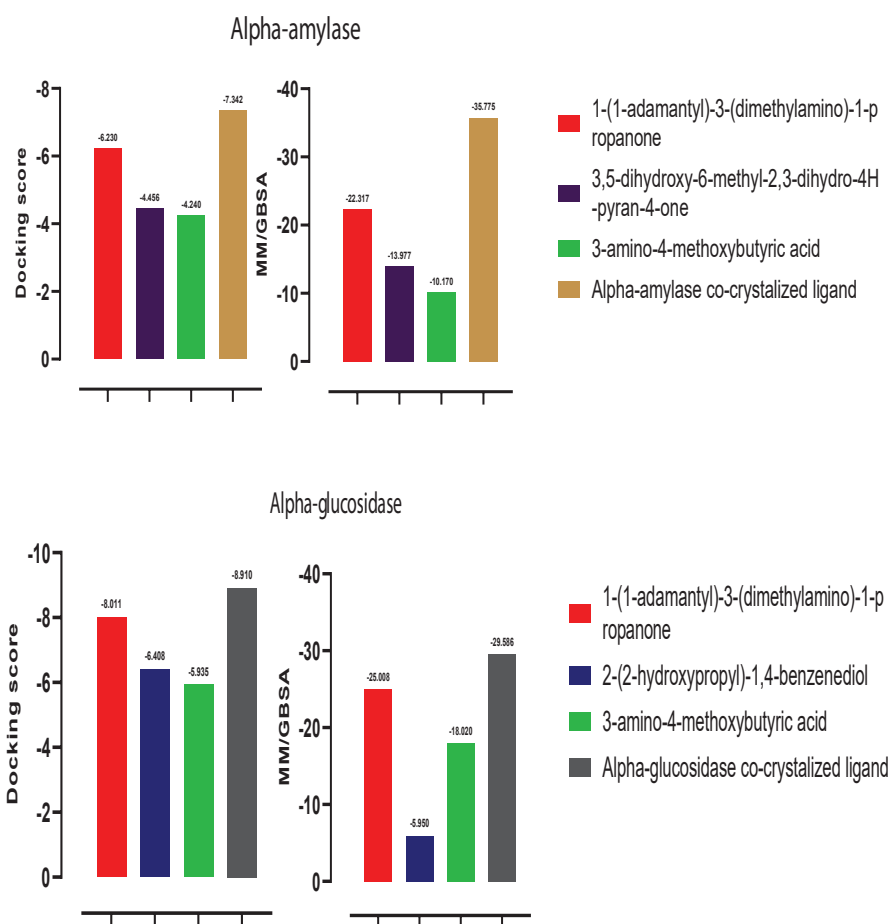 Alpha-amylase
Docking score
-8
-6
-4
-2
0
-6.230
-4.456
-4.240
-7.342
MM/GBSA
-40
-30
-20
-10
0
-22.317
-13.977
-10.170
-35.775
1-(1-adamantyl)-3-(dimethylamino)-1-p
ropanone
3,5-dihydroxy-6-methyl-2,3-dihydro-4H
-pyran-4-one
3-amino-4-methoxybutyric acid
Alpha-amylase co-crystalized ligand
Alpha-glucosidase
Docking score
-10
-8
-6
-4
-2
0
-8.011
-6.408
-5.935
-8.910
MM/GBSA
-40
-30
-20
-10
0
-25.008
-5.950
-18.020
-29.586
1-(1-adamantyl)-3-(dimethylamino)-1-p
ropanone
2-(2-hydroxypropyl)-1,4-benzenediol
3-amino-4-methoxybutyric acid
Alpha-glucosidase co-crystalized ligand